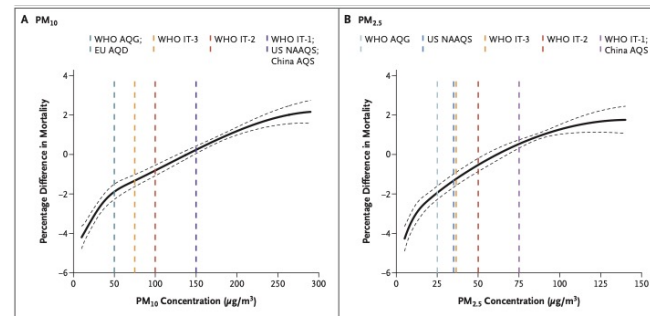 A PM10
WHO AQG;
EU AQD
WHO IT-3
WHO IT-2
WHO IT-1;
US NAAQS;
China AQS
Percentage Difference in Mortality
4
2
0
−2
−4
−6
0
50
100
150
200
250
300
PM10 Concentration (μg/m3)
B PM2.5
WHO AQG
US NAAQS
WHO IT-3
WHO IT-2
WHO IT-1;
China AQS
Percentage Difference in Mortality
4
2
0
−2
−4
−6
0
25
50
75
100
125
150
PM2.5 Concentration (μg/m3)